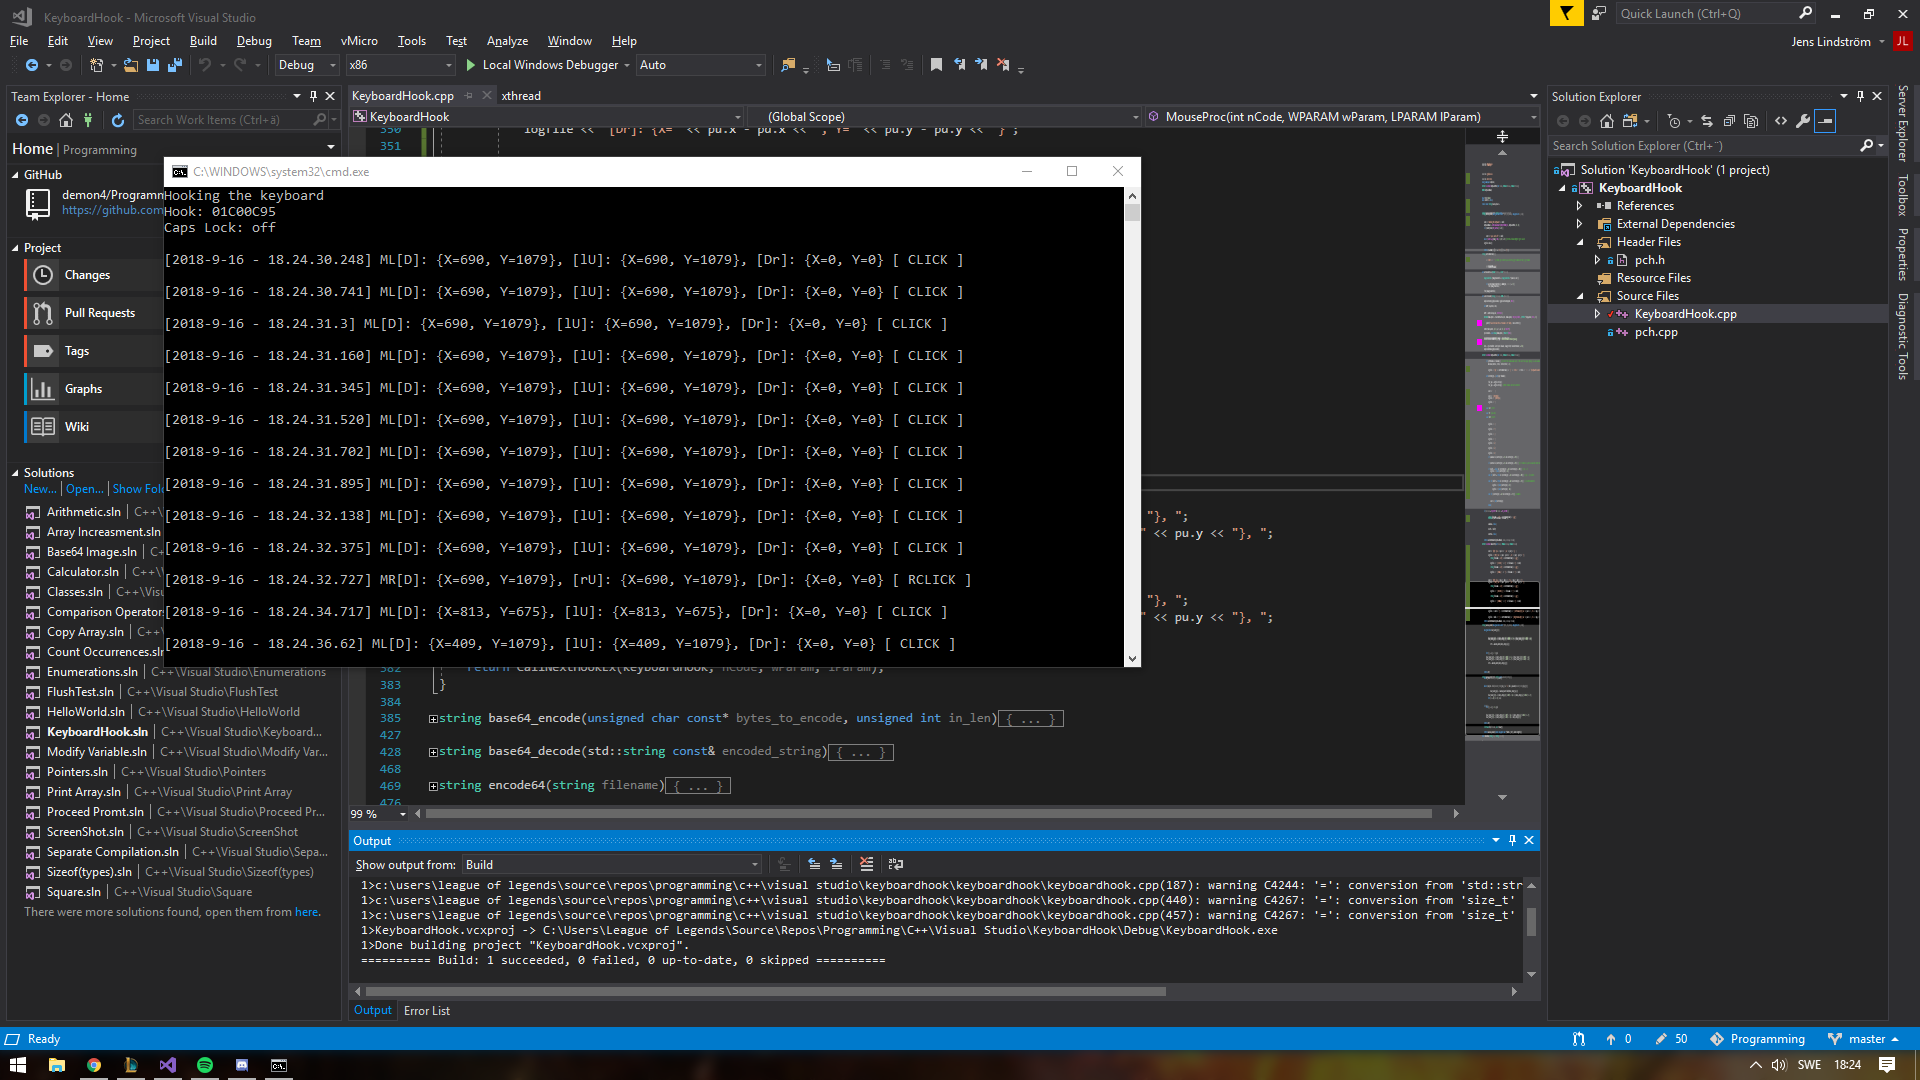 KeyboardHook - Microsoft Visual Studio
Quick Launch (Ctrl+Q)
File Edit View Project Build Debug Team vMicro Tools Test Analyze Window Help
Jens Lindström JL
Debug x86 Local Windows Debugger Auto
Team Explorer - Home
Search Work Items (Ctrl+ä)
Home | Programming
GitHub
demon4/Programm
https://github.com
Project
Changes
Pull Requests
Tags
Graphs
Wiki
Solutions
New... | Open... | Show Fol
Arithmetic.sln | C++\
Array Increasment.sln
Base64 Image.sln | C+
Calculator.sln | C++\V
Classes.sln | C++\Visu
Comparison Operator
Copy Array.sln | C++\
Count Occurrences.sln
Enumerations.sln | C++\Visual Studio\Enumerations
FlushTest.sln | C++\Visual Studio\FlushTest
HelloWorld.sln | C++\Visual Studio\HelloWorld
KeyboardHook.sln | C++\Visual Studio\Keyboard...
Modify Variable.sln | C++\Visual Studio\Modify Var...
Pointers.sln | C++\Visual Studio\Pointers
Print Array.sln | C++\Visual Studio\Print Array
Proceed Promt.sln | C++\Visual Studio\Proceed Pr...
ScreenShot.sln | C++\Visual Studio\ScreenShot
Separate Compilation.sln | C++\Visual Studio\Sepa...
Sizeof(types).sln | C++\Visual Studio\Sizeof(types)
Square.sln | C++\Visual Studio\Square
There were more solutions found, open them from here.
KeyboardHook.cpp xthread
KeyboardHook (Global Scope) MouseProc(int nCode, WPARAM wParam, LPARAM lParam)
350 logfile << "[Dr]: {X=" << pd.x - pu.x << ", Y=" << pd.y - pu.y << "}";
351
C:\WINDOWS\system32\cmd.exe
Hooking the keyboard
Hook: 01C00C95
Caps Lock: off
[2018-9-16 - 18.24.30.248] ML[D]: {X=690, Y=1079}, [lU]: {X=690, Y=1079}, [Dr]: {X=0, Y=0} [ CLICK ]
[2018-9-16 - 18.24.30.741] ML[D]: {X=690, Y=1079}, [lU]: {X=690, Y=1079}, [Dr]: {X=0, Y=0} [ CLICK ]
[2018-9-16 - 18.24.31.3] ML[D]: {X=690, Y=1079}, [lU]: {X=690, Y=1079}, [Dr]: {X=0, Y=0} [ CLICK ]
[2018-9-16 - 18.24.31.160] ML[D]: {X=690, Y=1079}, [lU]: {X=690, Y=1079}, [Dr]: {X=0, Y=0} [ CLICK ]
[2018-9-16 - 18.24.31.345] ML[D]: {X=690, Y=1079}, [lU]: {X=690, Y=1079}, [Dr]: {X=0, Y=0} [ CLICK ]
[2018-9-16 - 18.24.31.520] ML[D]: {X=690, Y=1079}, [lU]: {X=690, Y=1079}, [Dr]: {X=0, Y=0} [ CLICK ]
[2018-9-16 - 18.24.31.702] ML[D]: {X=690, Y=1079}, [lU]: {X=690, Y=1079}, [Dr]: {X=0, Y=0} [ CLICK ]
[2018-9-16 - 18.24.31.895] ML[D]: {X=690, Y=1079}, [lU]: {X=690, Y=1079}, [Dr]: {X=0, Y=0} [ CLICK ]
[2018-9-16 - 18.24.32.138] ML[D]: {X=690, Y=1079}, [lU]: {X=690, Y=1079}, [Dr]: {X=0, Y=0} [ CLICK ]
[2018-9-16 - 18.24.32.375] ML[D]: {X=690, Y=1079}, [lU]: {X=690, Y=1079}, [Dr]: {X=0, Y=0} [ CLICK ]
[2018-9-16 - 18.24.32.727] MR[D]: {X=690, Y=1079}, [rU]: {X=690, Y=1079}, [Dr]: {X=0, Y=0} [ RCLICK ]
[2018-9-16 - 18.24.34.717] ML[D]: {X=813, Y=675}, [lU]: {X=813, Y=675}, [Dr]: {X=0, Y=0} [ CLICK ]
[2018-9-16 - 18.24.36.62] ML[D]: {X=409, Y=1079}, [lU]: {X=409, Y=1079}, [Dr]: {X=0, Y=0} [ CLICK ]
"}, ";
" << pu.y << "}, ";
"}, ";
" << pu.y << "}, ";
382 return CallNextHookEx(KeyboardHook, nCode, wParam, lParam);
383 }
384
385 string base64_encode(unsigned char const* bytes_to_encode, unsigned int in_len){ ... }
427
428 string base64_decode(std::string const& encoded_string){ ... }
468
469 string encode64(string filename){ ... }
476
99 %
Output
Show output from: Build
1>c:\users\league of legends\source\repos\programming\c++\visual studio\keyboardhook\keyboardhook\keyboardhook.cpp(187): warning C4244: '=': conversion from 'std::str
1>c:\users\league of legends\source\repos\programming\c++\visual studio\keyboardhook\keyboardhook\keyboardhook.cpp(440): warning C4267: '=': conversion from 'size_t'
1>c:\users\league of legends\source\repos\programming\c++\visual studio\keyboardhook\keyboardhook\keyboardhook.cpp(457): warning C4267: '=': conversion from 'size_t'
1>KeyboardHook.vcxproj -> C:\Users\League of Legends\Source\Repos\Programming\C++\Visual Studio\KeyboardHook\Debug\KeyboardHook.exe
1>Done building project "KeyboardHook.vcxproj".
========== Build: 1 succeeded, 0 failed, 0 up-to-date, 0 skipped ==========
Output Error List
Solution Explorer
Search Solution Explorer (Ctrl+¨)
Solution 'KeyboardHook' (1 project)
KeyboardHook
References
External Dependencies
Header Files
pch.h
Resource Files
Source Files
KeyboardHook.cpp
pch.cpp
Server Explorer
Toolbox
Properties
Diagnostic Tools
Ready
0 50 Programming master
SWE 18:24